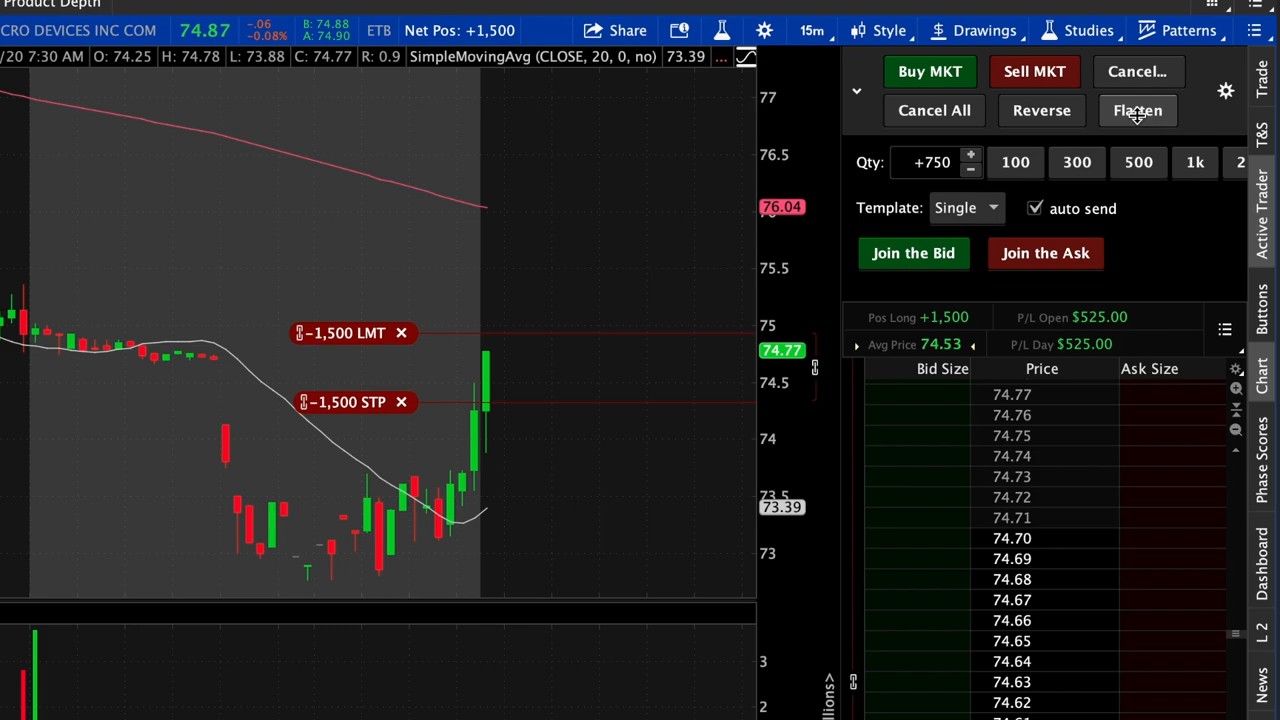 Product Depth
CRO DEVICES INC COM 74.87 -.06 -0.08% B: 74.88 A: 74.90 ETB Net Pos: +1,500 Share 15m Style Drawings Studies Patterns
/20 7:30 AM O: 74.25 H: 74.78 L: 73.88 C: 74.77 R: 0.9 SimpleMovingAvg (CLOSE, 20, 0, no) 73.39 ...
Buy MKT Sell MKT Cancel...
Cancel All Reverse Flatten
Qty: +750 100 300 500 1k 2
Template: Single auto send
Join the Bid Join the Ask
Pos Long +1,500 P/L Open $525.00
Avg Price 74.53 P/L Day $525.00
Bid Size Price Ask Size
74.77
74.76
74.75
74.74
74.73
74.72
74.71
74.70
74.69
74.68
74.67
74.66
74.65
74.64
74.63
74.62
77
76.5
76.04
75.5
75
74.77
74.5
74
73.5
73.39
73
3
2
-1,500 LMT
-1,500 STP
Trade
T&S
Active Trader
Buttons
Chart
Phase Scores
Dashboard
L 2
News